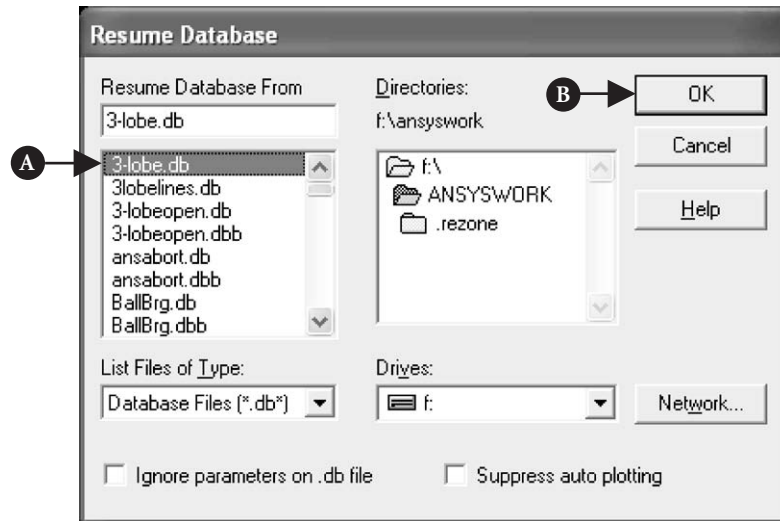 Resume Database
Resume Database From
3-lobe.db
3-lobe.db
3lobelines.db
3-lobeopen.db
3-lobeopen.dbb
ansabort.db
ansabort.dbb
BallBrg.db
BallBrg.dbb
List Files of Type:
Database Files (*.db*)
Directories:
f:\ansyswork
f:\
ANSYSWORK
.rezone
Drives:
f:
OK
Cancel
Help
Network...
Ignore parameters on .db file
Suppress auto plotting
A
B